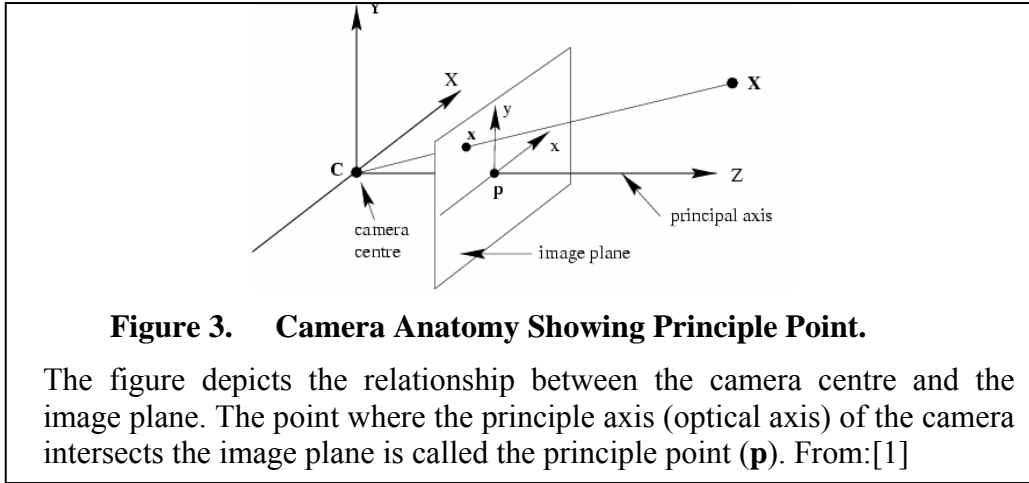 Y
X
X
y
x
x
C
Z
p
principal axis
camera
centre
image plane
Figure 3. Camera Anatomy Showing Principle Point.
The figure depicts the relationship between the camera centre and the
image plane. The point where the principle axis (optical axis) of the camera
intersects the image plane is called the principle point (p). From:[1]